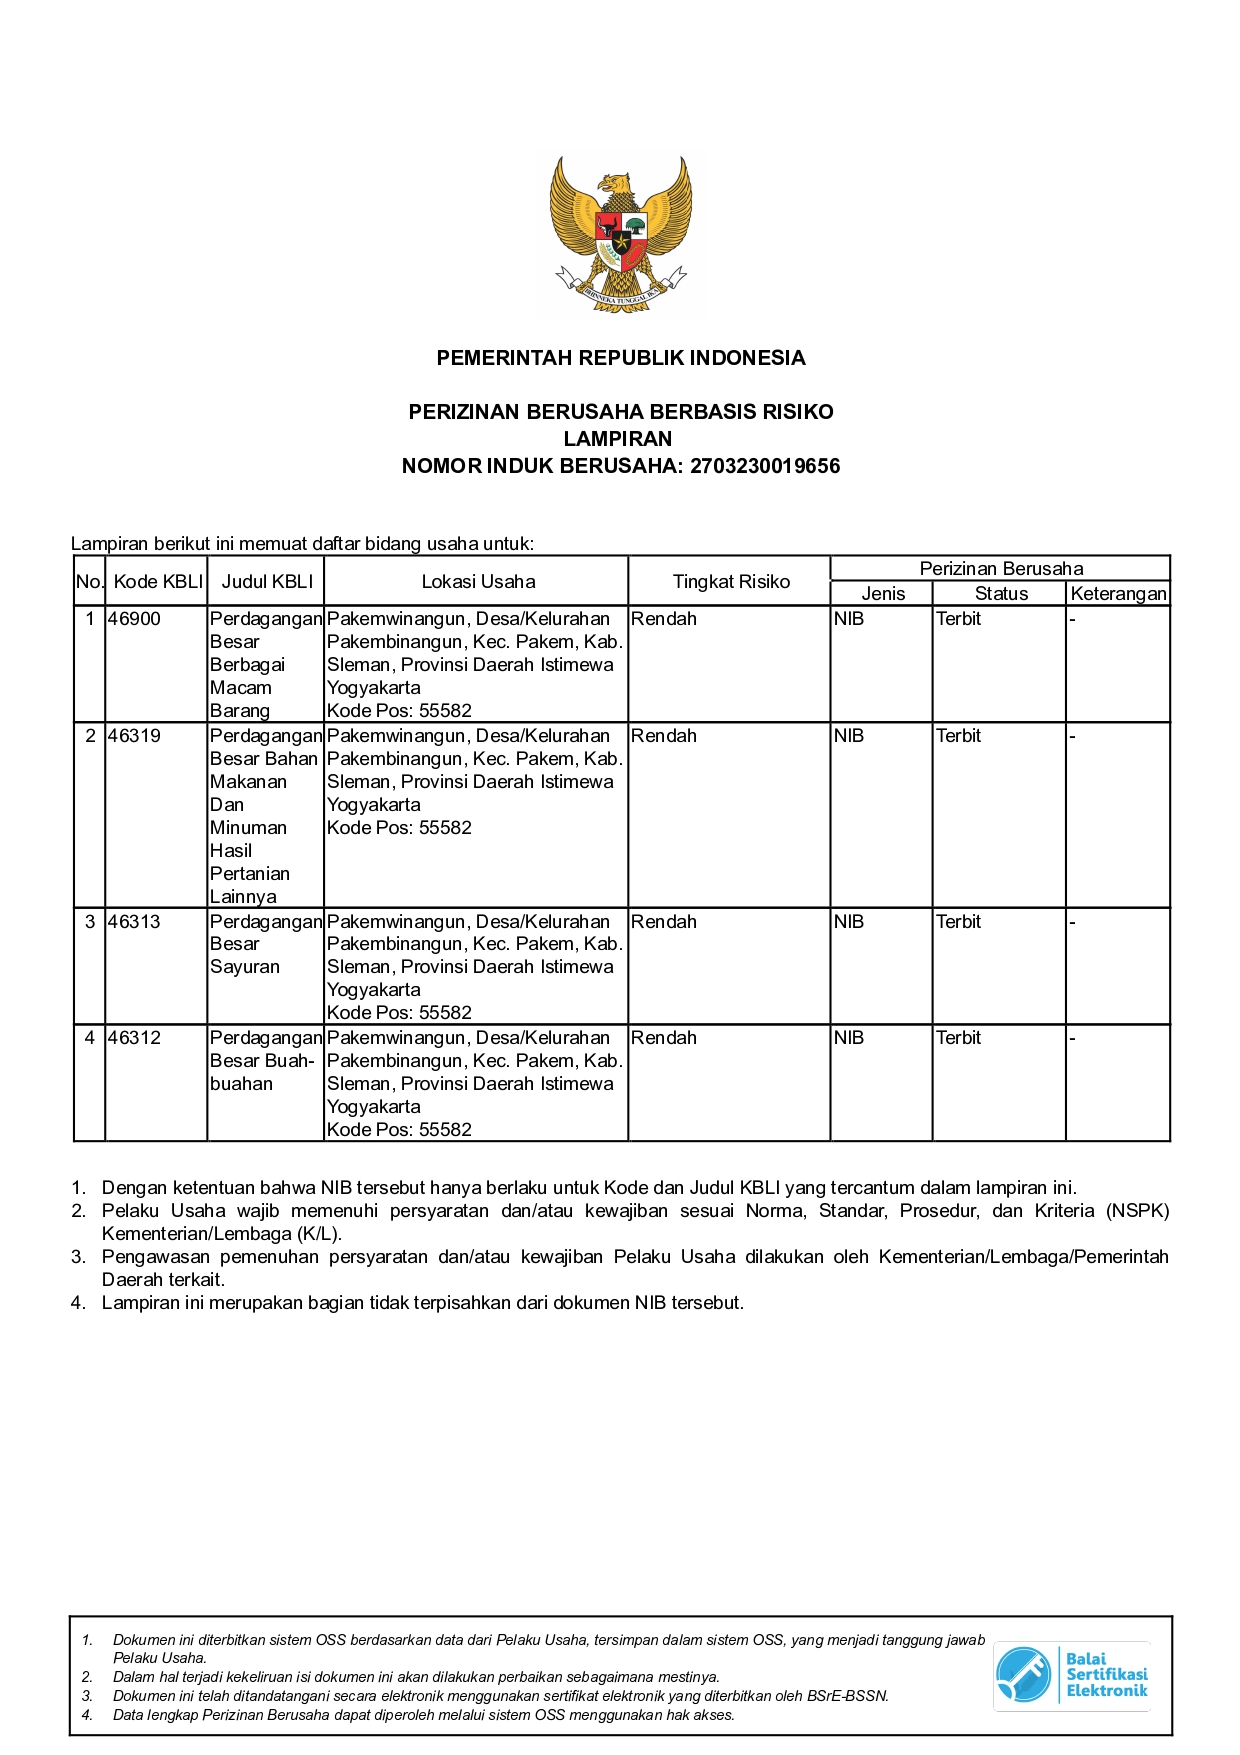 BHINNEKA TUNGGAL IKA
PEMERINTAH REPUBLIK INDONESIA
PERIZINAN BERUSAHA BERBASIS RISIKO
LAMPIRAN
NOMOR INDUK BERUSAHA: 2703230019656
Lampiran berikut ini memuat daftar bidang usaha untuk:
No. Kode KBLI Judul KBLI Lokasi Usaha Tingkat Risiko Perizinan Berusaha
Jenis Status Keterangan
1 46900 Perdagangan Pakemwinangun, Desa/Kelurahan Rendah NIB Terbit -
Besar Pakembinangun, Kec. Pakem, Kab.
Berbagai Sleman, Provinsi Daerah Istimewa
Macam Yogyakarta
Barang Kode Pos: 55582
2 46319 Perdagangan Pakemwinangun, Desa/Kelurahan Rendah NIB Terbit -
Besar Bahan Pakembinangun, Kec. Pakem, Kab.
Makanan Sleman, Provinsi Daerah Istimewa
Dan Yogyakarta
Minuman Kode Pos: 55582
Hasil
Pertanian
Lainnya
3 46313 Perdagangan Pakemwinangun, Desa/Kelurahan Rendah NIB Terbit -
Besar Pakembinangun, Kec. Pakem, Kab.
Sayuran Sleman, Provinsi Daerah Istimewa
Yogyakarta
Kode Pos: 55582
4 46312 Perdagangan Pakemwinangun, Desa/Kelurahan Rendah NIB Terbit -
Besar Buah- Pakembinangun, Kec. Pakem, Kab.
buahan Sleman, Provinsi Daerah Istimewa
Yogyakarta
Kode Pos: 55582
1. Dengan ketentuan bahwa NIB tersebut hanya berlaku untuk Kode dan Judul KBLI yang tercantum dalam lampiran ini.
2. Pelaku Usaha wajib memenuhi persyaratan dan/atau kewajiban sesuai Norma, Standar, Prosedur, dan Kriteria (NSPK)
Kementerian/Lembaga (K/L).
3. Pengawasan pemenuhan persyaratan dan/atau kewajiban Pelaku Usaha dilakukan oleh Kementerian/Lembaga/Pemerintah
Daerah terkait.
4. Lampiran ini merupakan bagian tidak terpisahkan dari dokumen NIB tersebut.
1. Dokumen ini diterbitkan sistem OSS berdasarkan data dari Pelaku Usaha, tersimpan dalam sistem OSS, yang menjadi tanggung jawab
Pelaku Usaha.
2. Dalam hal terjadi kekeliruan isi dokumen ini akan dilakukan perbaikan sebagaimana mestinya.
3. Dokumen ini telah ditandatangani secara elektronik menggunakan sertifikat elektronik yang diterbitkan oleh BSrE-BSSN.
4. Data lengkap Perizinan Berusaha dapat diperoleh melalui sistem OSS menggunakan hak akses.
Balai
Sertifikasi
Elektronik